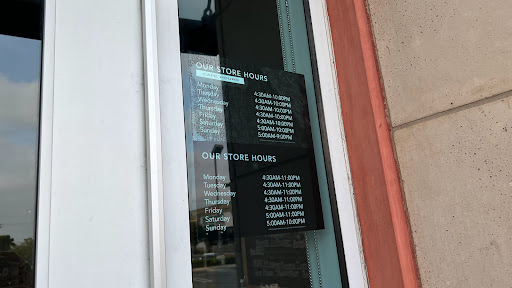 OUR STORE HOURS
Monday 4:30AM-10:00PM
Tuesday 4:30AM-10:00PM
Wednesday 4:30AM-10:00PM
Thursday 4:30AM-10:00PM
Friday 4:30AM-10:00PM
Saturday 5:00AM-10:00PM
Sunday 5:00AM-9:00PM
OUR STORE HOURS
Monday 4:30AM-11:00PM
Tuesday 4:30AM-11:00PM
Wednesday 4:30AM-11:00PM
Thursday 4:30AM-11:00PM
Friday 4:30AM-11:00PM
Saturday 5:00AM-11:00PM
Sunday 5:00AM-10:00PM